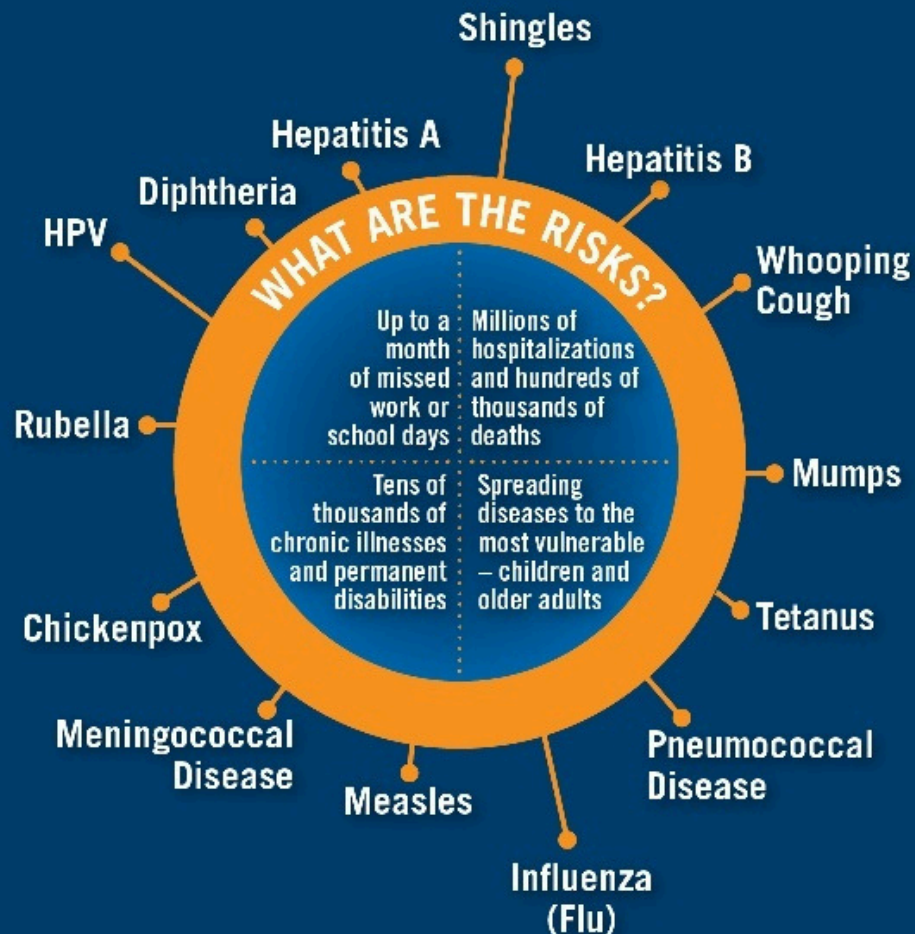 Shingles
Hepatitis A
Hepatitis B
Diphtheria
HPV
WHAT ARE THE RISKS?
Whooping
Cough
Up to a
month
of missed
work or
school days
Millions of
hospitalizations
and hundreds of
thousands of
deaths
Rubella
Mumps
Tens of
thousands of
chronic illnesses
and permanent
disabilities
Spreading
diseases to the
most vulnerable
– children and
older adults
Chickenpox
Tetanus
Meningococcal
Disease
Pneumococcal
Disease
Measles
Influenza
(Flu)